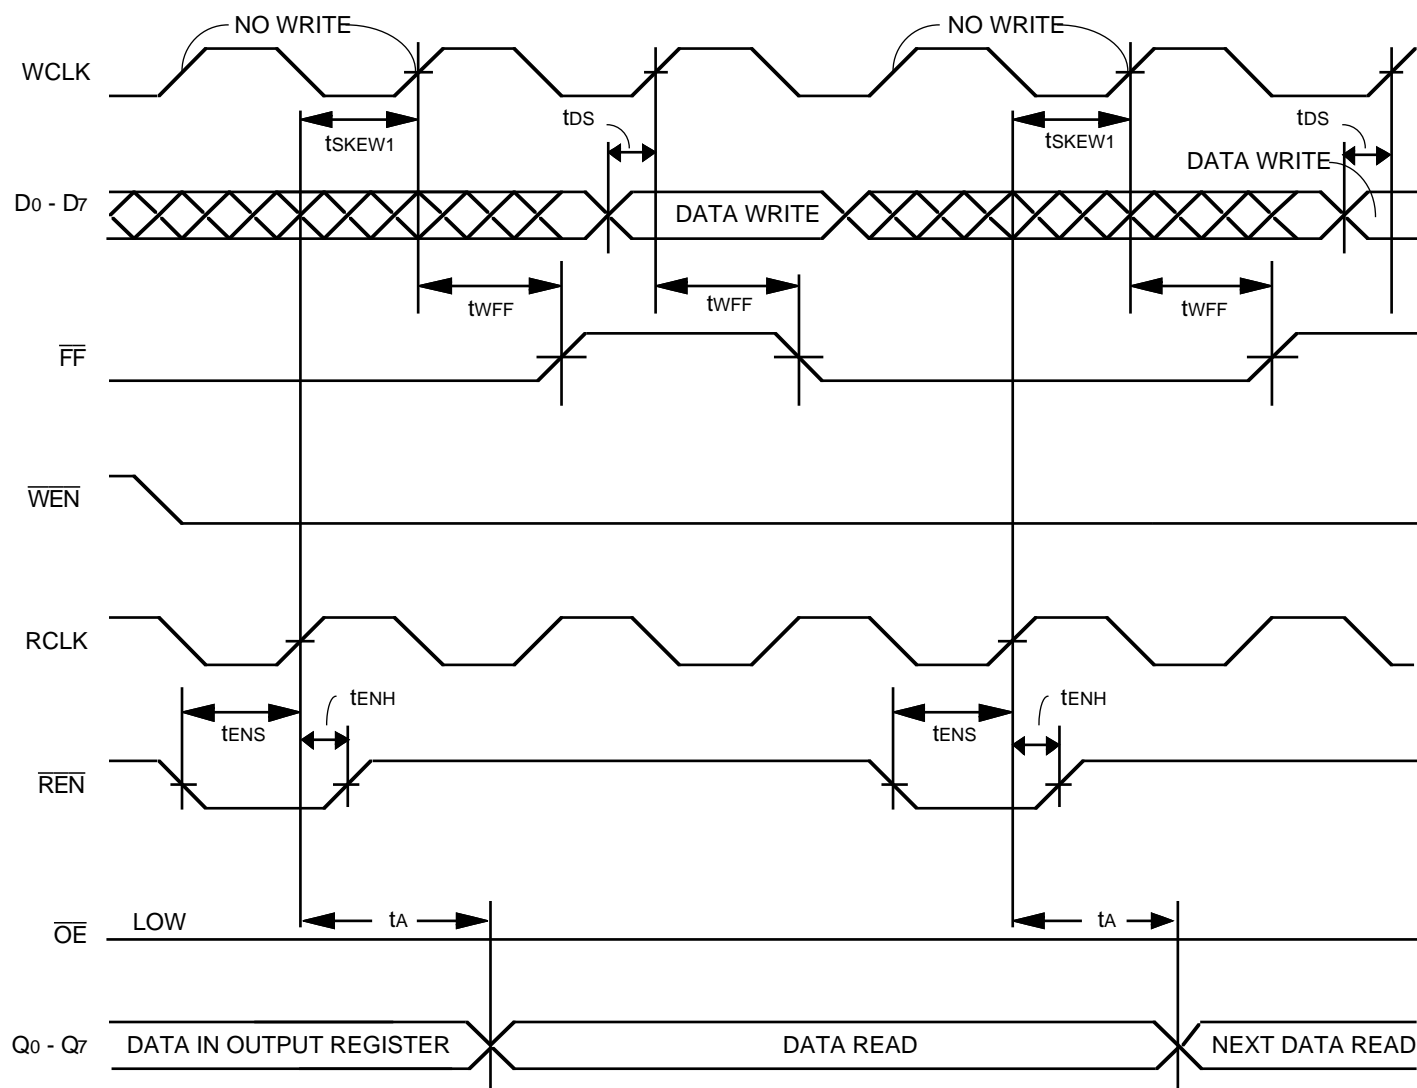 NO WRITE
NO WRITE
WCLK
tDS
tDS
tSKEW1
tSKEW1
DATA WRITE
D0 - D7
DATA WRITE
tWFF
tWFF
tWFF
FF
WEN
RCLK
tENH
tENH
tENS
tENS
REN
LOW
tA
tA
OE
Q0 - Q7
DATA IN OUTPUT REGISTER
DATA READ
NEXT DATA READ